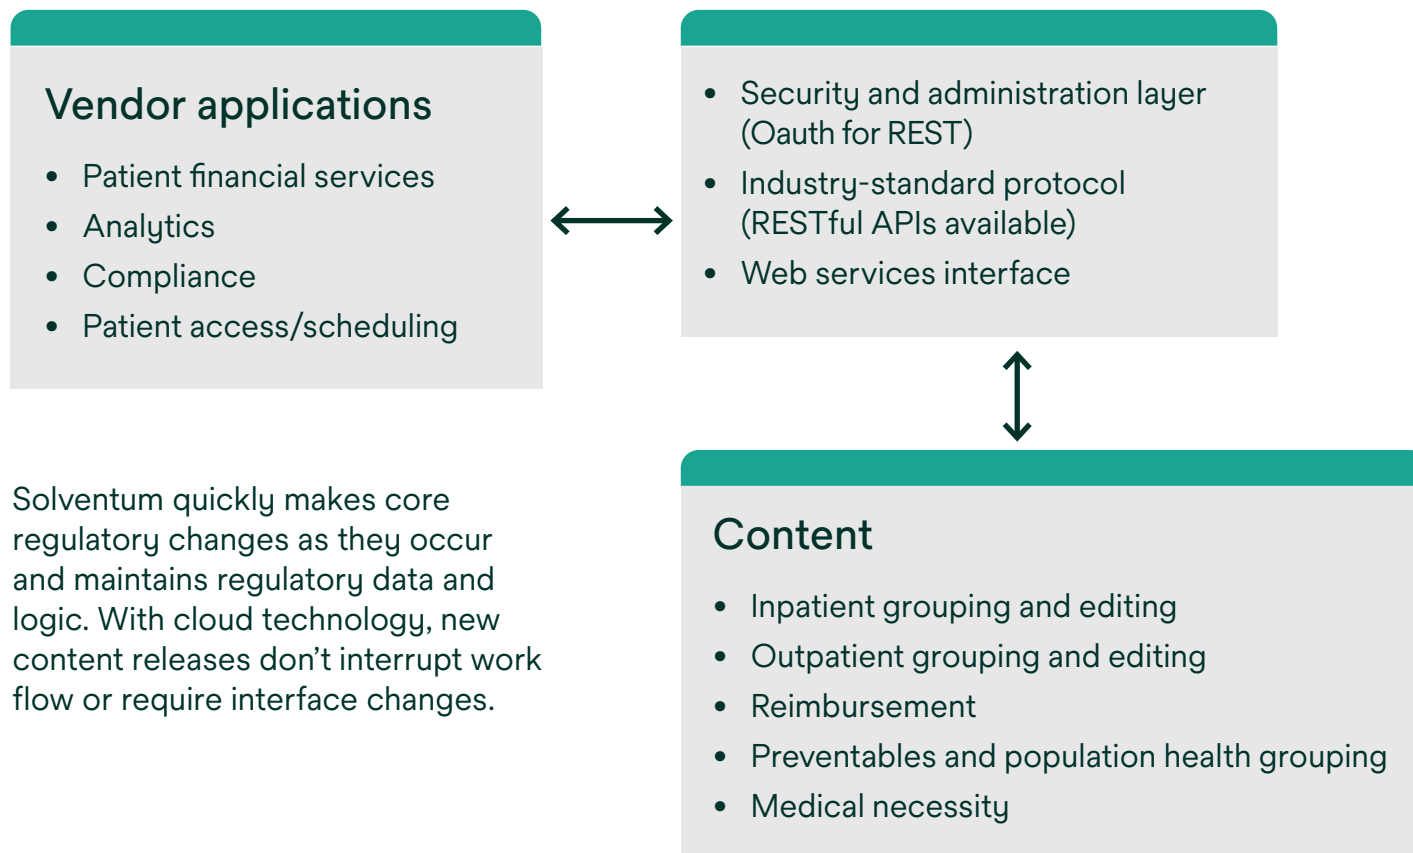 Vendor applications
• Patient financial services
• Analytics
• Compliance
• Patient access/scheduling
• Security and administration layer
(Oauth for REST)
• Industry-standard protocol
(RESTful APIs available)
• Web services interface
Solventum quickly makes core
regulatory changes as they occur
and maintains regulatory data and
logic. With cloud technology, new
content releases don’t interrupt work
flow or require interface changes.
Content
• Inpatient grouping and editing
• Outpatient grouping and editing
• Reimbursement
• Preventables and population health grouping
• Medical necessity